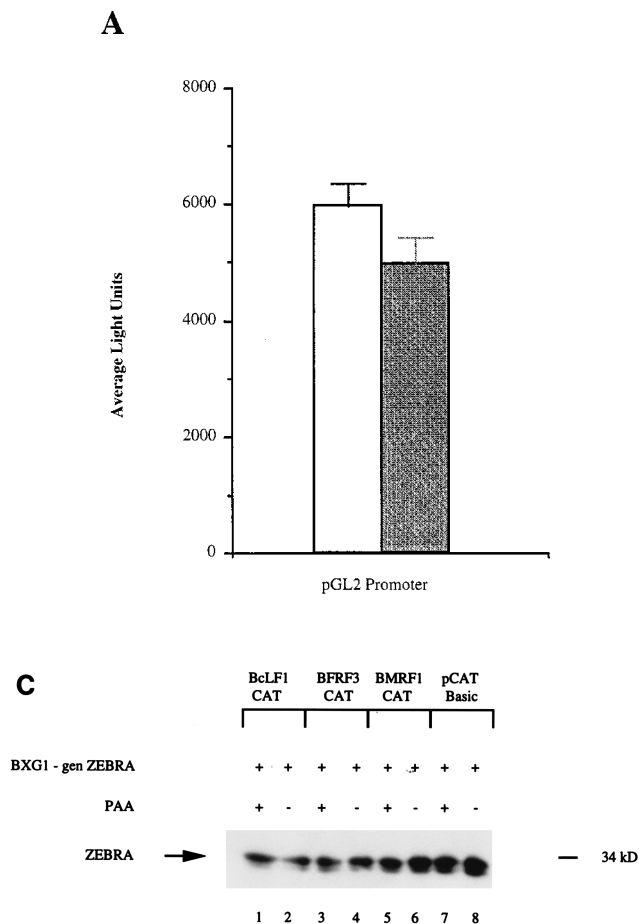 A
8000
6000
4000
2000
0
Average Light Units
pGL2 Promoter
C
BcLF1 CAT BFRF3 CAT BMRF1 CAT pCAT Basic
BXG1 - gen ZEBRA + + + + + + + +
PAA + - + - + - + -
ZEBRA 34 kD
1 2 3 4 5 6 7 8